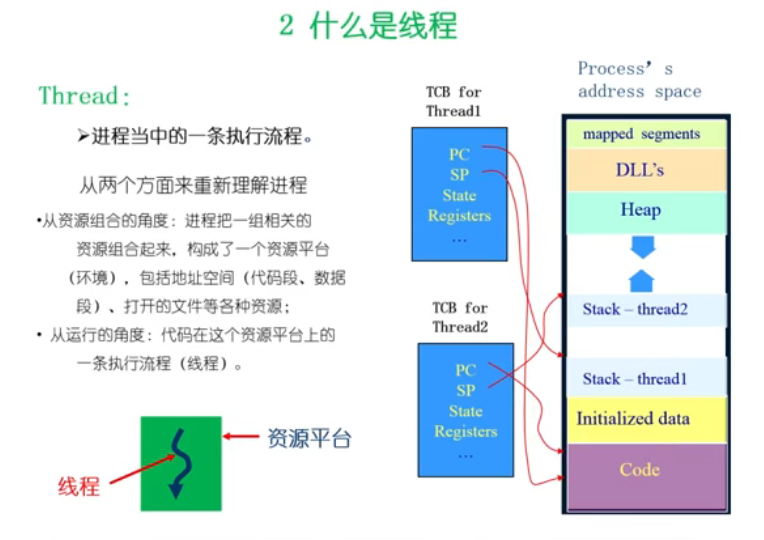 2 什么是线程
Thread:
➢进程当中的一条执行流程。
从两个方面来重新理解进程
•从资源组合的角度：进程把一组相关的
资源组合起来，构成了一个资源平台
（环境），包括地址空间（代码段、数据
段）、打开的文件等各种资源；
• 从运行的角度：代码在这个资源平台上的
一条执行流程（线程）。
资源平台
线程
TCB for
Thread1
PC
SP
State
Registers
...
TCB for
Thread2
PC
SP
State
Registers
...
Process's
address space
mapped segments
DLL's
Heap
Stack – thread2
Stack – thread1
Initialized data
Code